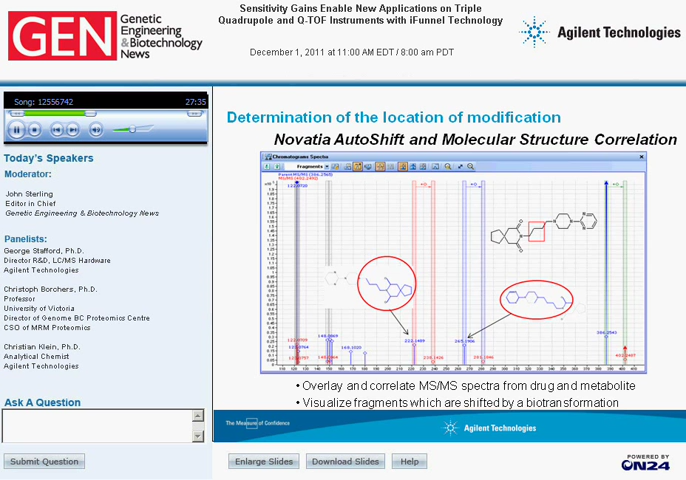 Sensitivity Gains Enable New Applications on Triple
Quadrupole and Q-TOF Instruments with iFunnel Technology
December 1, 2011 at 11:00 AM EDT / 8:00 am PDT
GEN
Genetic
Engineering
& Biotechnology
News
Agilent Technologies
Song: 12556742
27:35
Today's Speakers
Moderator:
John Sterling
Editor in Chief
Genetic Engineering & Biotechnology News
Panelists:
George Stafford, Ph.D.
Director R&D, LC/MS Hardware
Agilent Technologies
Christoph Borchers, Ph.D.
Professor
University of Victoria
Director of Genome BC Proteomics Centre
CSO of MRM Proteomics
Christian Klein, Ph.D.
Analytical Chemist
Agilent Technologies
Ask A Question
Submit Question
Determination of the location of modification
Novatia AutoShift and Molecular Structure Correlation
Chromatograms Spectra
Fragments
• Overlay and correlate MS/MS spectra from drug and metabolite
• Visualize fragments which are shifted by a biotransformation
The Measure of Confidence
Agilent Technologies
Enlarge Slides
Download Slides
Help
POWERED BY
ON24